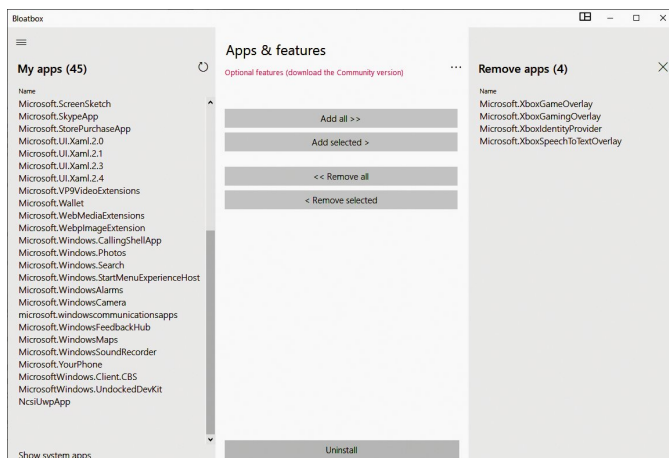 Bloatbox
My apps (45)
Name
Microsoft.ScreenSketch
Microsoft.SkypeApp
Microsoft.StorePurchaseApp
Microsoft.UI.Xaml.2.0
Microsoft.UI.Xaml.2.1
Microsoft.UI.Xaml.2.3
Microsoft.UI.Xaml.2.4
Microsoft.VP9VideoExtensions
Microsoft.Wallet
Microsoft.WebMediaExtensions
Microsoft.WebpImageExtension
Microsoft.Windows.CallingShellApp
Microsoft.Windows.Photos
Microsoft.Windows.Search
Microsoft.Windows.StartMenuExperienceHost
Microsoft.WindowsAlarms
Microsoft.WindowsCamera
microsoft.windowscommunicationsapps
Microsoft.WindowsFeedbackHub
Microsoft.WindowsMaps
Microsoft.WindowsSoundRecorder
Microsoft.YourPhone
MicrosoftWindows.Client.CBS
MicrosoftWindows.UndockedDevKit
NcsiUwpApp
Show system apps
Apps & features
Optional features (download the Community version)
...
Add all >>
Add selected >
<< Remove all
< Remove selected
Uninstall
Remove apps (4)
Name
Microsoft.XboxGameOverlay
Microsoft.XboxGamingOverlay
Microsoft.XboxIdentityProvider
Microsoft.XboxSpeechToTextOverlay